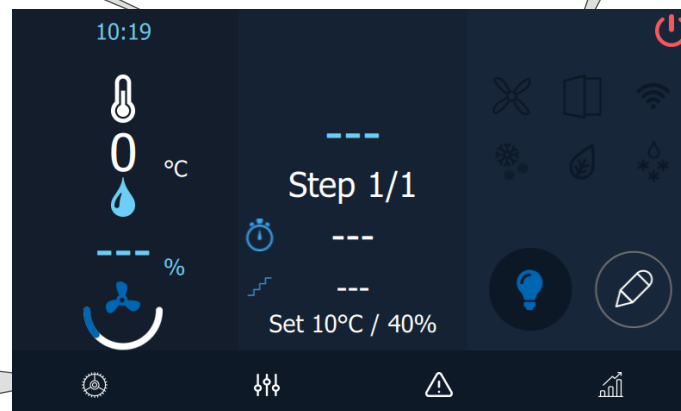 10:19
0 °C
--- %
---
Step 1/1
---
---
Set 10°C / 40%